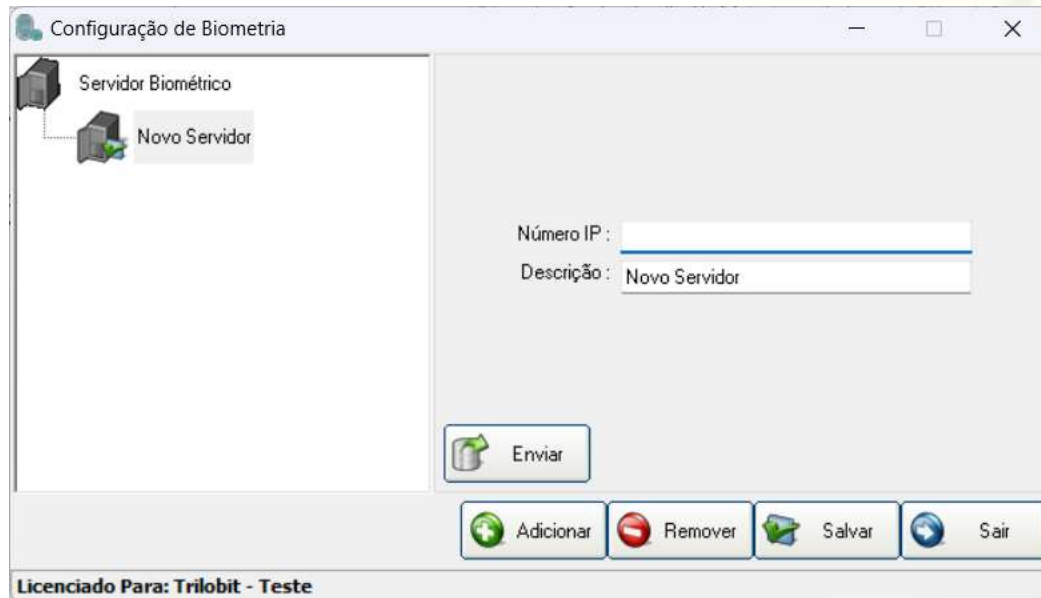 Configuração de Biometria
Servidor Biométrico
Novo Servidor
Número IP :
Descrição : Novo Servidor
Enviar
Adicionar Remover Salvar Sair
Licenciado Para: Trilobit - Teste